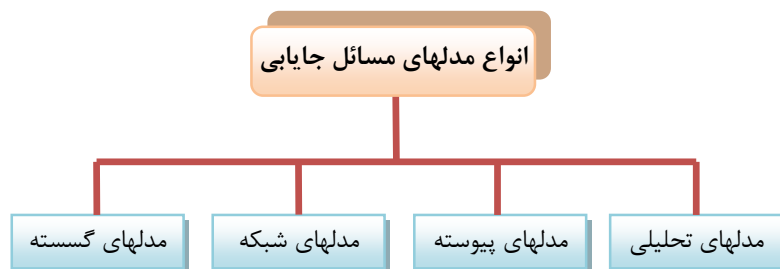 انواع مدلهای مسائل جایابی
مدلهای تحلیلی
مدلهای پیوسته
مدلهای شبکه
مدلهای گسسته